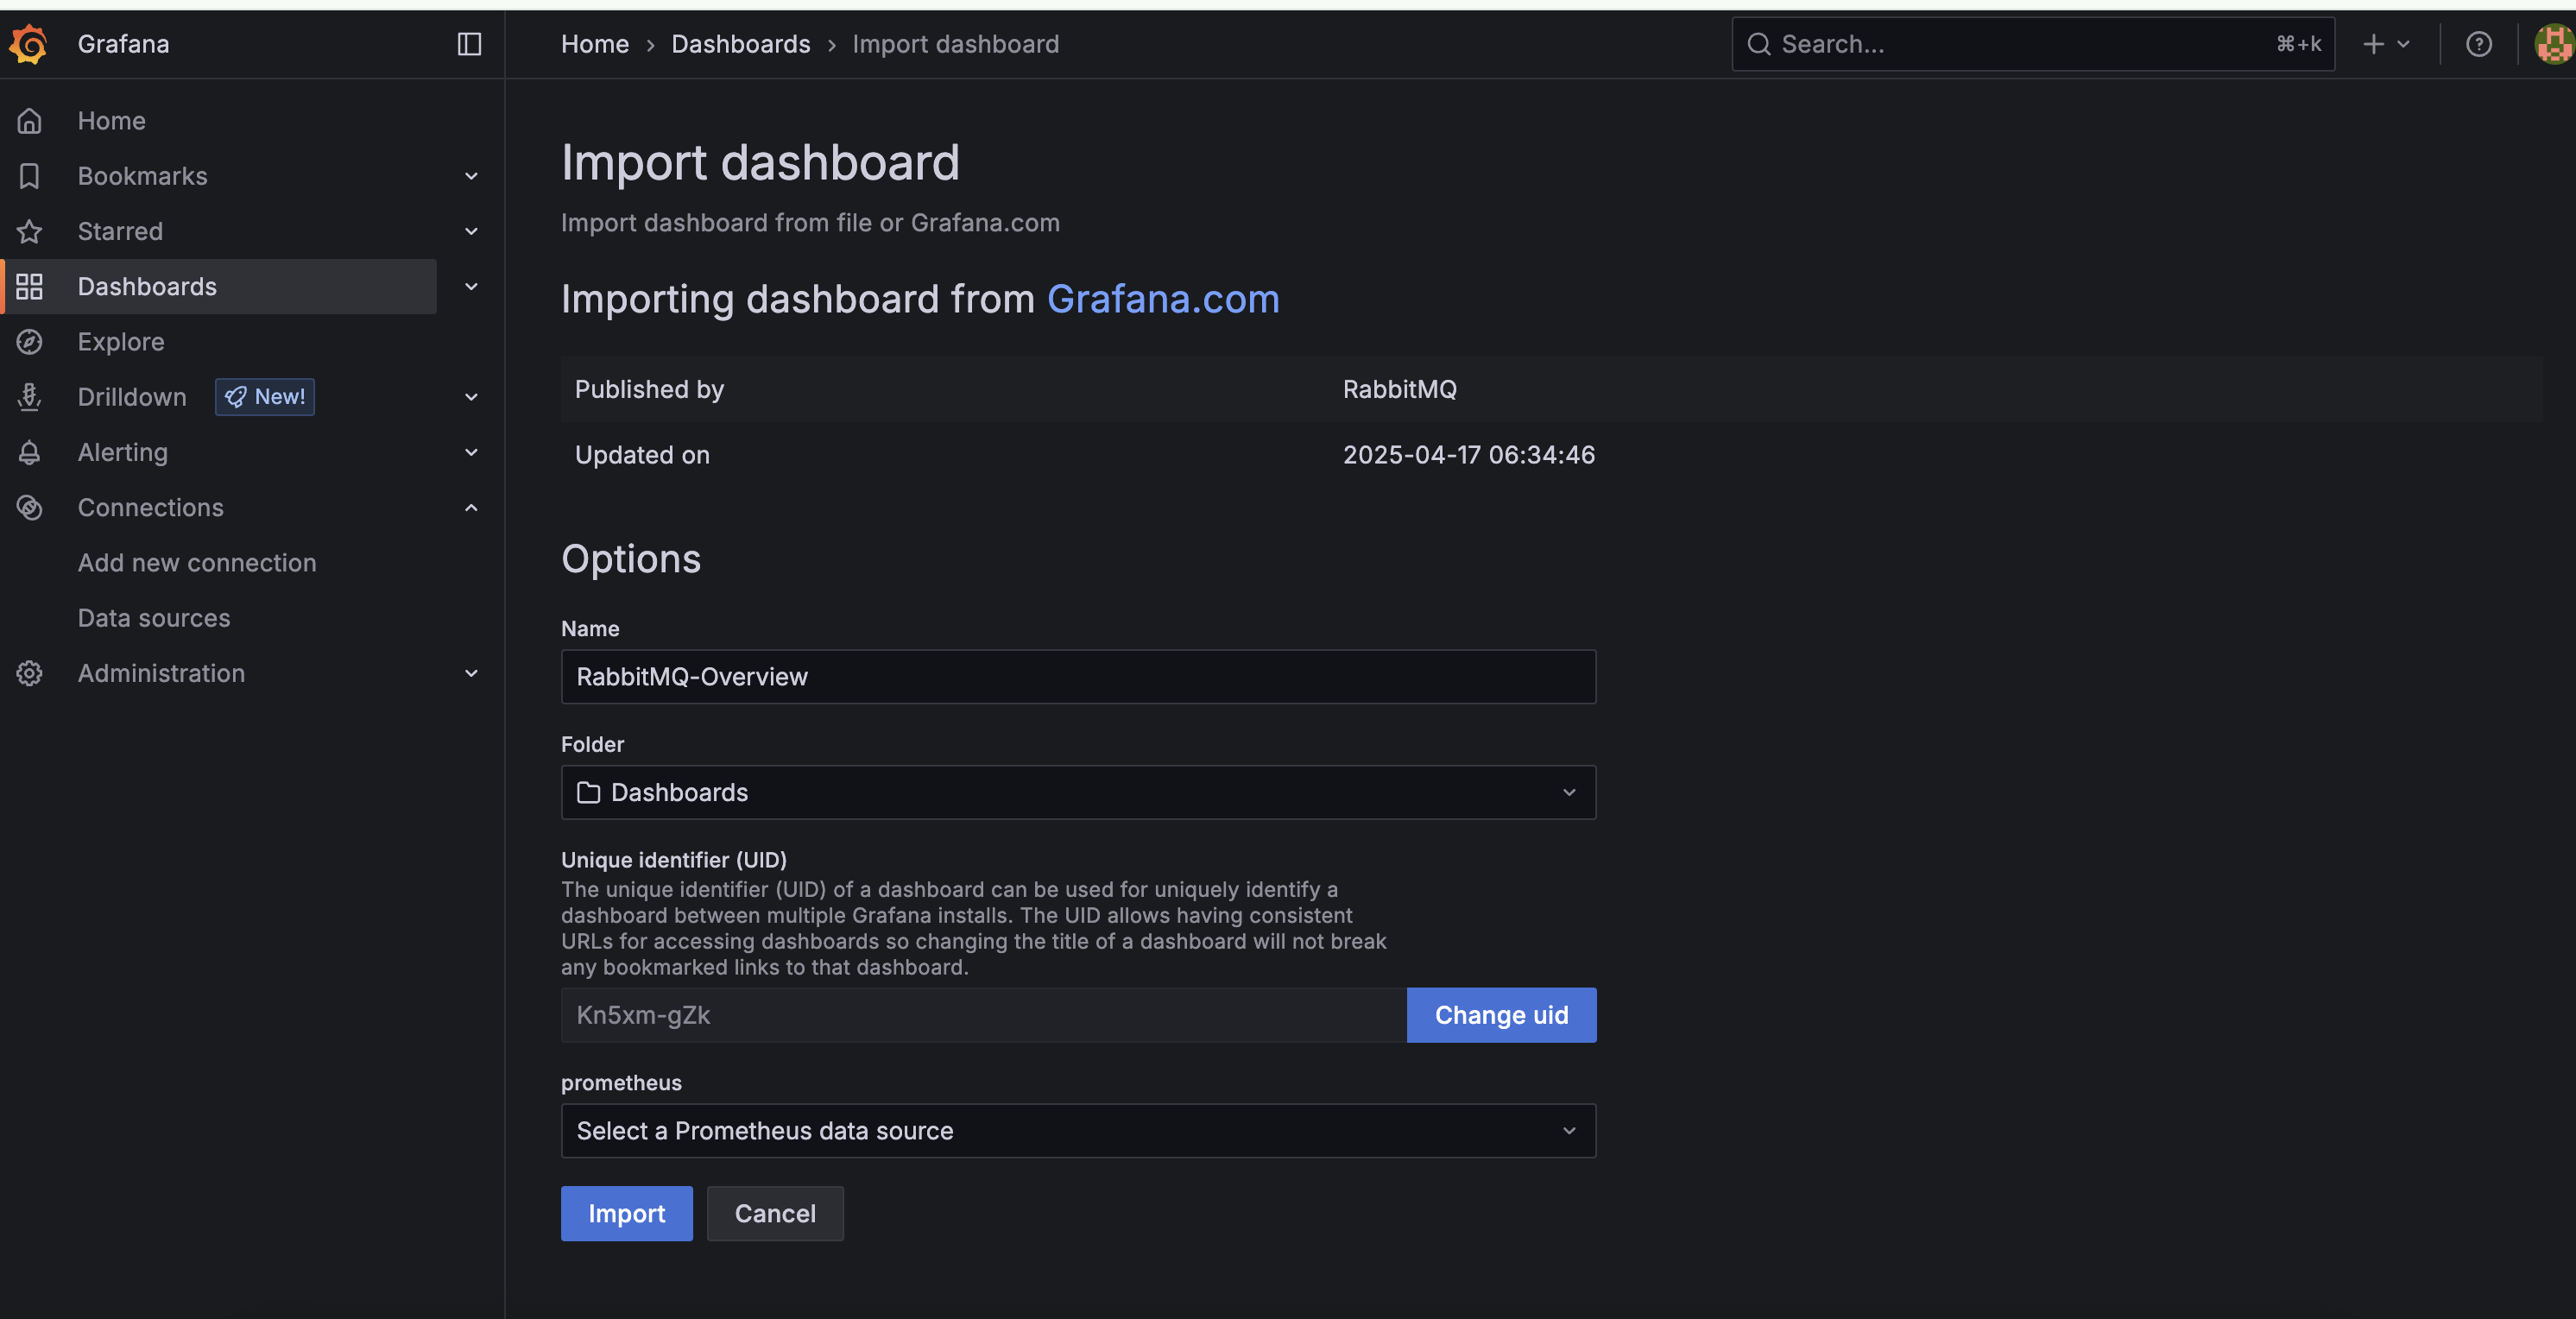 Grafana
Home › Dashboards › Import dashboard
Search...
⌘+k
Home
Bookmarks
Starred
Dashboards
Explore
Drilldown
New!
Alerting
Connections
Add new connection
Data sources
Administration
Import dashboard
Import dashboard from file or Grafana.com
Importing dashboard from Grafana.com
Published by RabbitMQ
Updated on 2025-04-17 06:34:46
Options
Name
RabbitMQ-Overview
Folder
Dashboards
Unique identifier (UID)
The unique identifier (UID) of a dashboard can be used for uniquely identify a
dashboard between multiple Grafana installs. The UID allows having consistent
URLs for accessing dashboards so changing the title of a dashboard will not break
any bookmarked links to that dashboard.
Kn5xm-gZk
Change uid
prometheus
Select a Prometheus data source
Import
Cancel